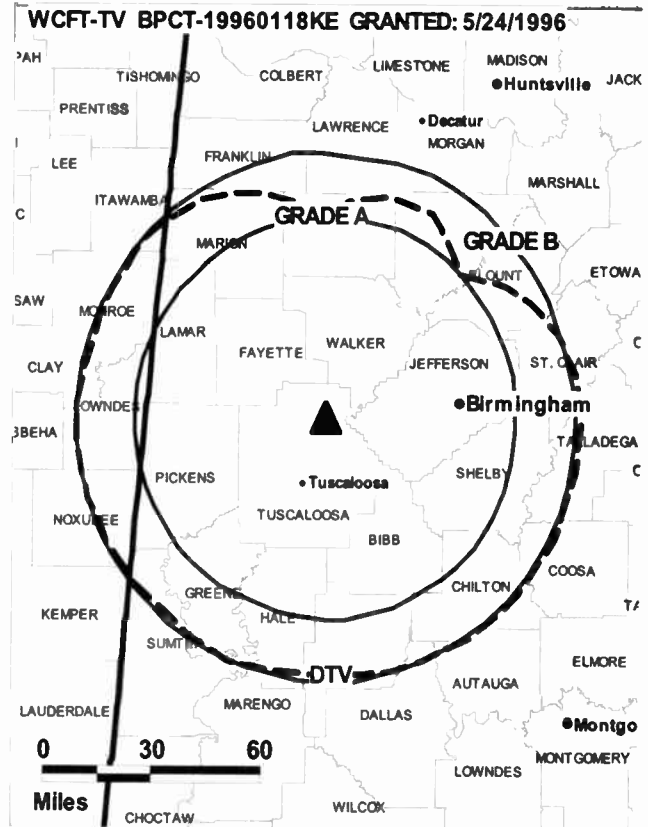 WCFT-TV BPCT-19960118KE GRANTED: 5/24/1996
PAH
TISHOMINGO
COLBERT
LIMESTONE
MADISON
Huntsville
JACK
PRENTISS
Decatur
LAWRENCE
MORGAN
LEE
FRANKLIN
MARSHALL
ITAWAMBA
C
GRADE A
MARION
GRADE B
BLOUNT
ETOWA
SAW
MONROE
LAMAR
FAYETTE
WALKER
JEFFERSON
ST. CLAIR
C
CLAY
OWNDES
Birmingham
BBEHA
TALLADEGA
PICKENS
Tuscaloosa
SHELBY
C
NOXUBEE
TUSCALOOSA
BIBB
COOSA
GREENE
CHILTON
KEMPER
HALE
TA
SUMTER
ELMORE
DTV
AUTAUGA
LAUDERDALE
MARENGO
DALLAS
Montgo
0 30 60
MONTGOMERY
LOWNDES
Miles
WILCOX
CHOCTAW